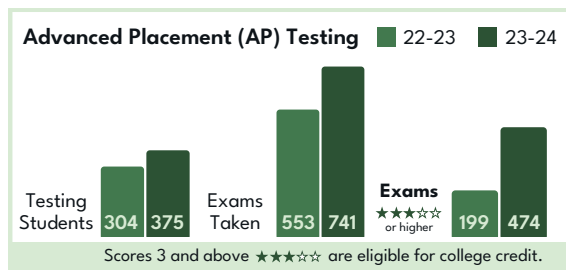 Advanced Placement (AP) Testing 22-23 23-24
Testing
Students 304 375
Exams
Taken 553 741
Exams
★★★☆☆
or higher
199 474
Scores 3 and above ★★★☆☆ are eligible for college credit.